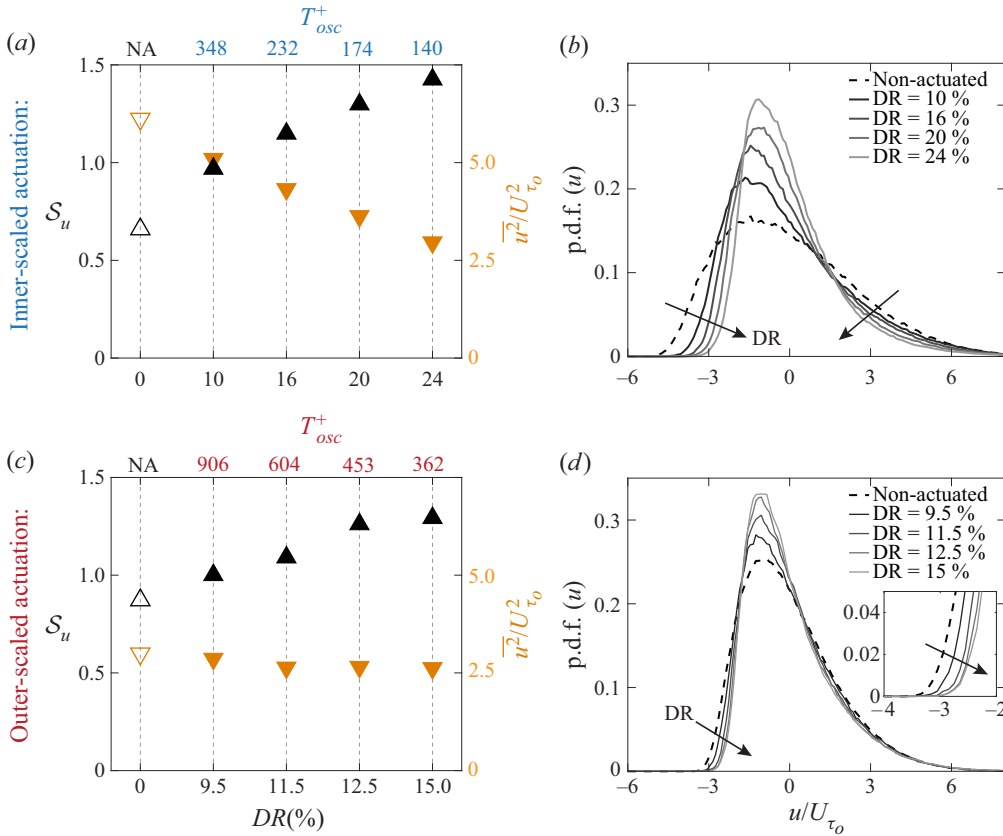 (a)
T⁺osc
NA 348 232 174 140
Inner-scaled actuation:
1.5
1.0
0.5
0
𝒮u
5.0
2.5
0
u²/U²τo
0 10 16 20 24
(b)
Non-actuated
DR = 10 %
DR = 16 %
DR = 20 %
DR = 24 %
0.3
0.2
0.1
0
p.d.f. (u)
DR
–6 –3 0 3 6
(c)
T⁺osc
NA 906 604 453 362
Outer-scaled actuation:
1.5
1.0
0.5
0
𝒮u
5.0
2.5
0
u²/U²τo
0 9.5 11.5 12.5 15.0
DR(%)
(d)
Non-actuated
DR = 9.5 %
DR = 11.5 %
DR = 12.5 %
DR = 15 %
0.3
0.2
0.1
0
p.d.f. (u)
DR
0.04
0.02
0
–4 –3 –2
–6 –3 0 3 6
u/Uτo